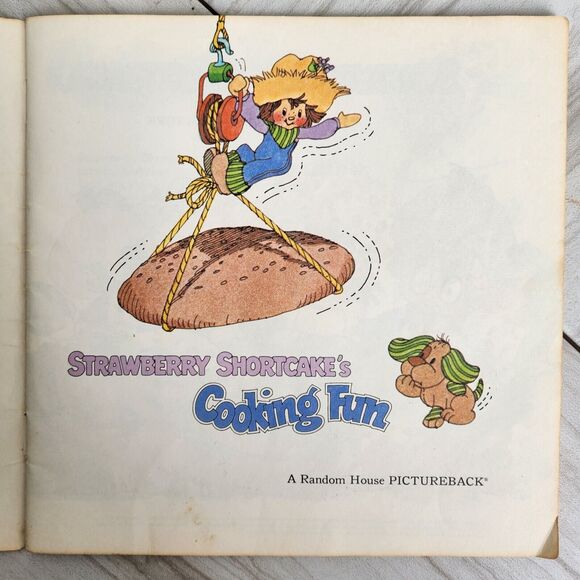 STRAWBERRY SHORTCAKE'S
Cooking Fun
A Random House PICTUREBACK®